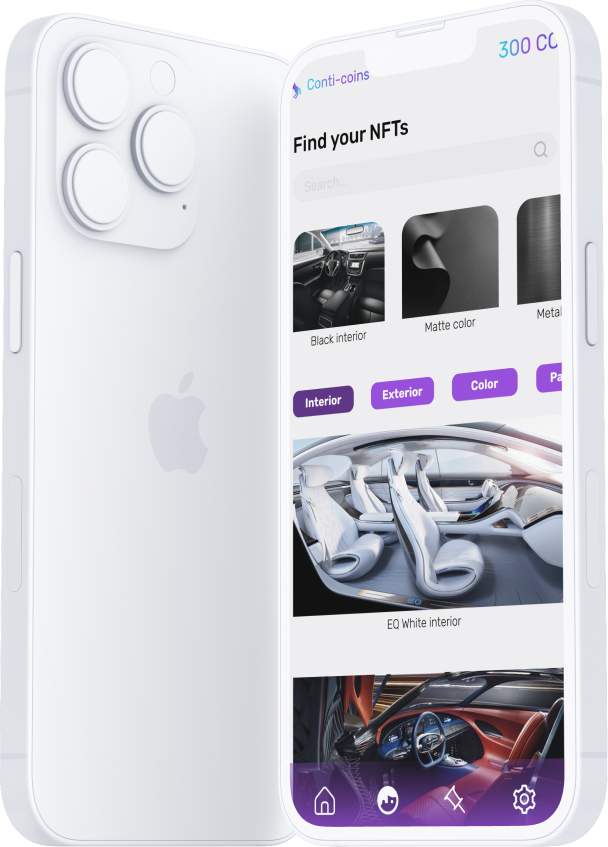 300 CO
Conti-coins
Find your NFTs
Search...
Black interior
Matte color
Metal
Interior
Exterior
Color
Pa
EQ White interior